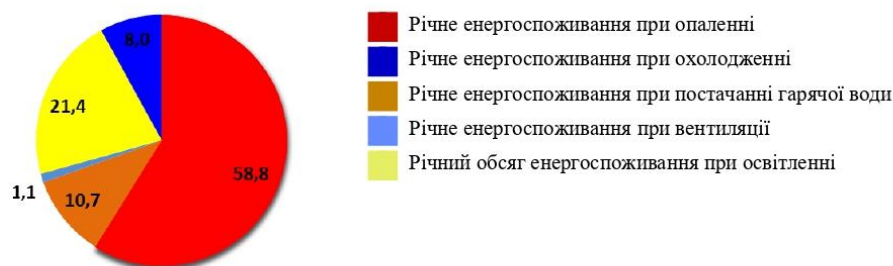 8,0
21,4
1,1
10,7
58,8
Річне енергоспоживання при опаленні
Річне енергоспоживання при охолодженні
Річне енергоспоживання при постачанні гарячої води
Річне енергоспоживання при вентиляції
Річний обсяг енергоспоживання при освітленні